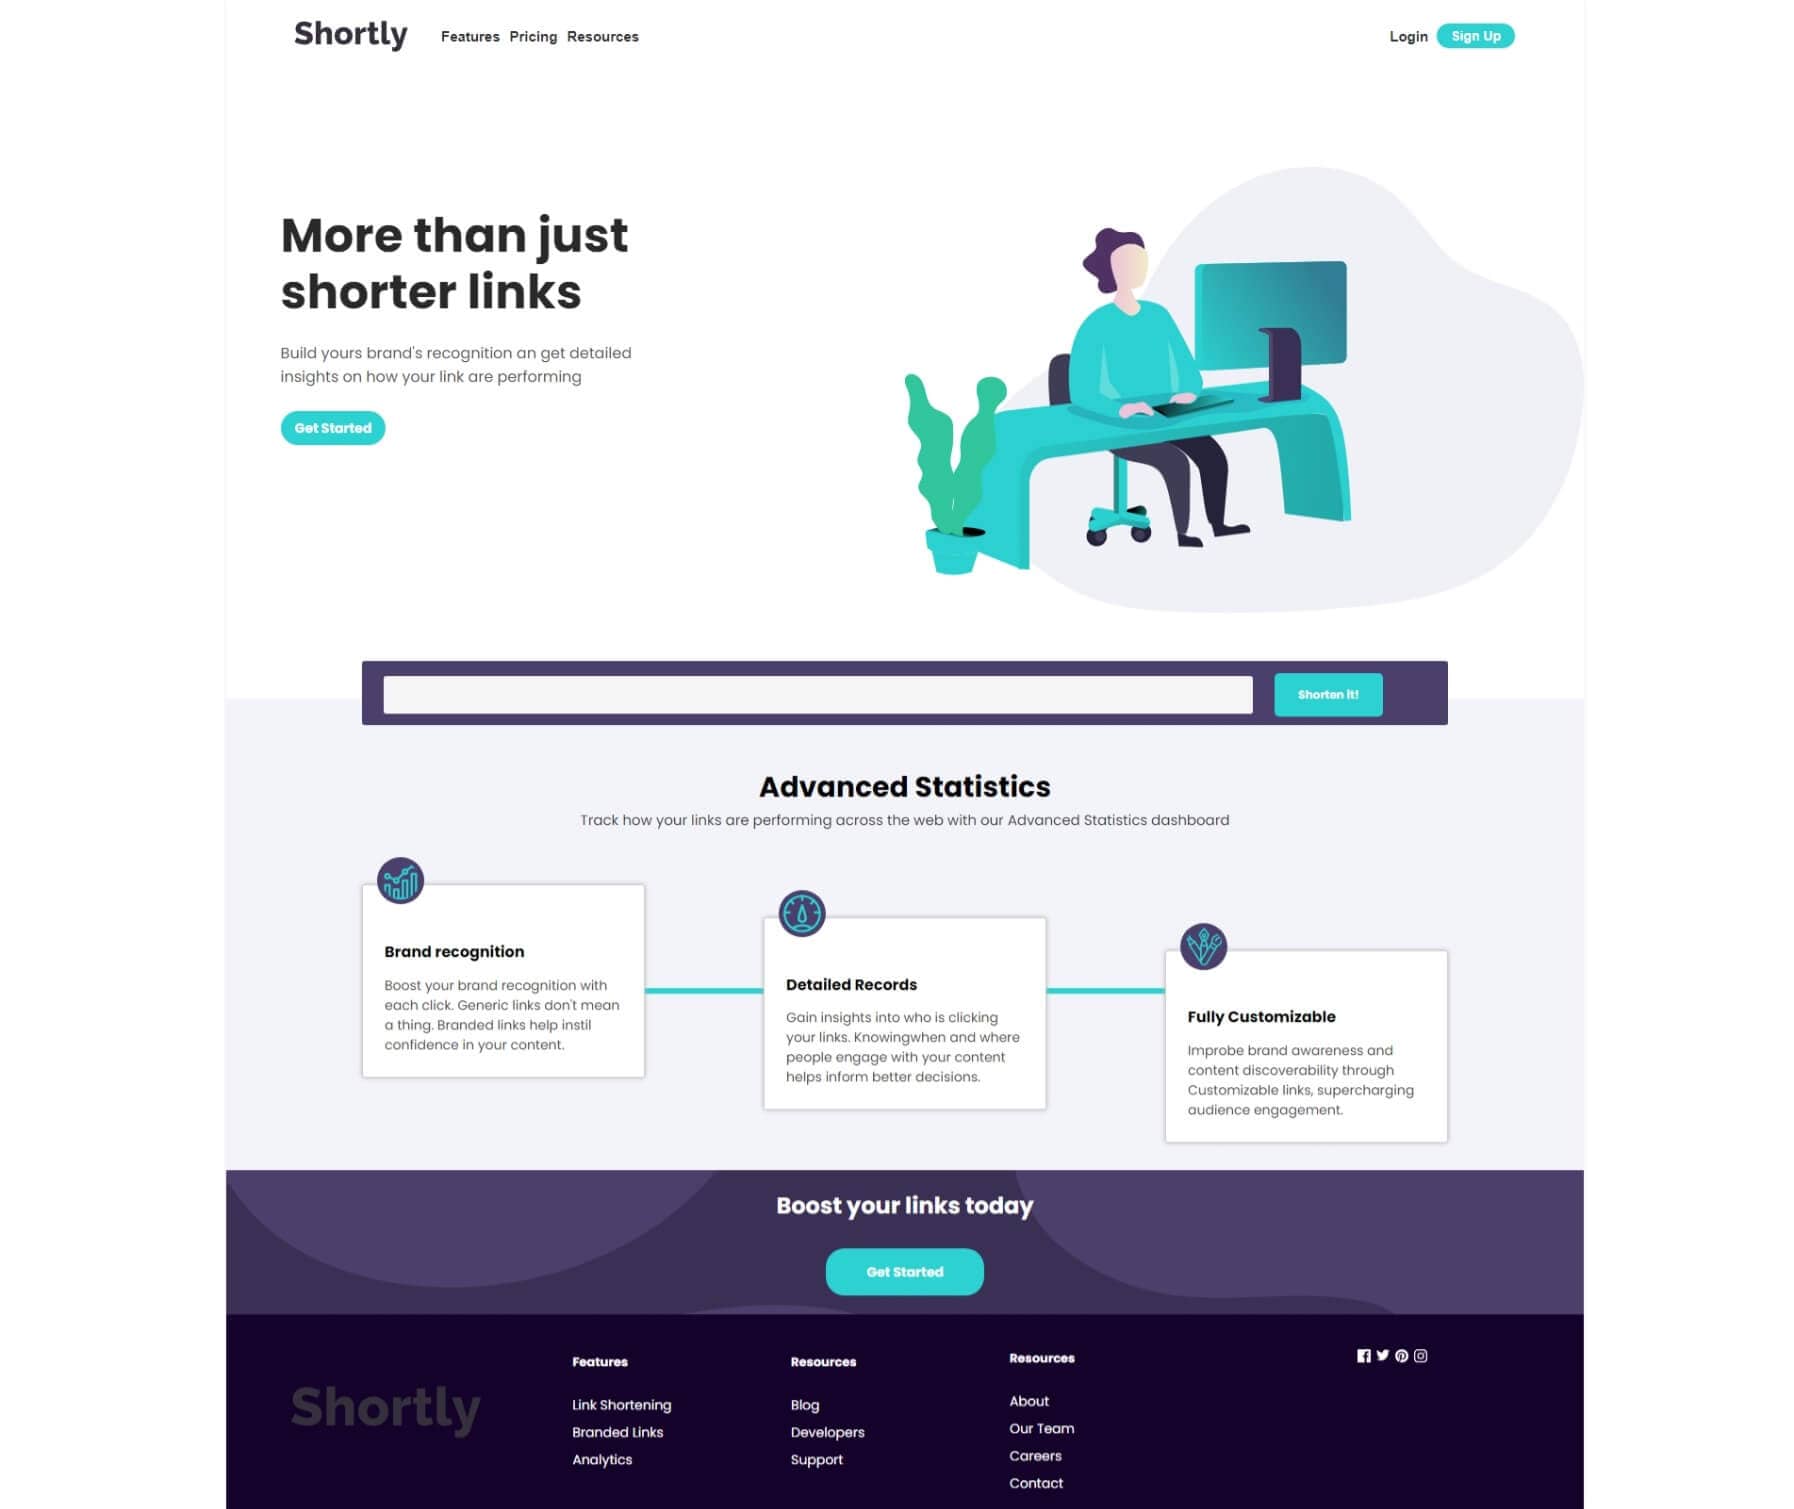 Shortly
Features Pricing Resources
Login Sign Up
More than just
shorter links
Build yours brand's recognition an get detailed
insights on how your link are performing
Get Started
Shorten it!
Advanced Statistics
Track how your links are performing across the web with our Advanced Statistics dashboard
Brand recognition
Boost your brand recognition with
each click. Generic links don't mean
a thing. Branded links help instil
confidence in your content.
Detailed Records
Gain insights into who is clicking
your links. Knowingwhen and where
people engage with your content
helps inform better decisions.
Fully Customizable
Improbe brand awareness and
content discoverability through
Customizable links, supercharging
audience engagement.
Boost your links today
Get Started
Shortly
Features
Link Shortening
Branded Links
Analytics
Resources
Blog
Developers
Support
Resources
About
Our Team
Careers
Contact